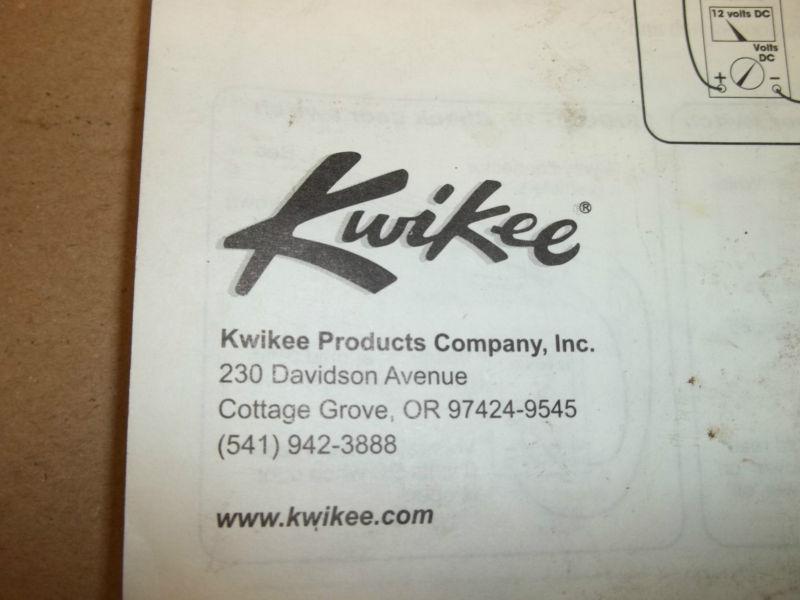 12 volts DC
Volts
DC
+ -
Kwikee®
Kwikee Products Company, Inc.
230 Davidson Avenue
Cottage Grove, OR 97424-9545
(541) 942-3888
www.kwikee.com